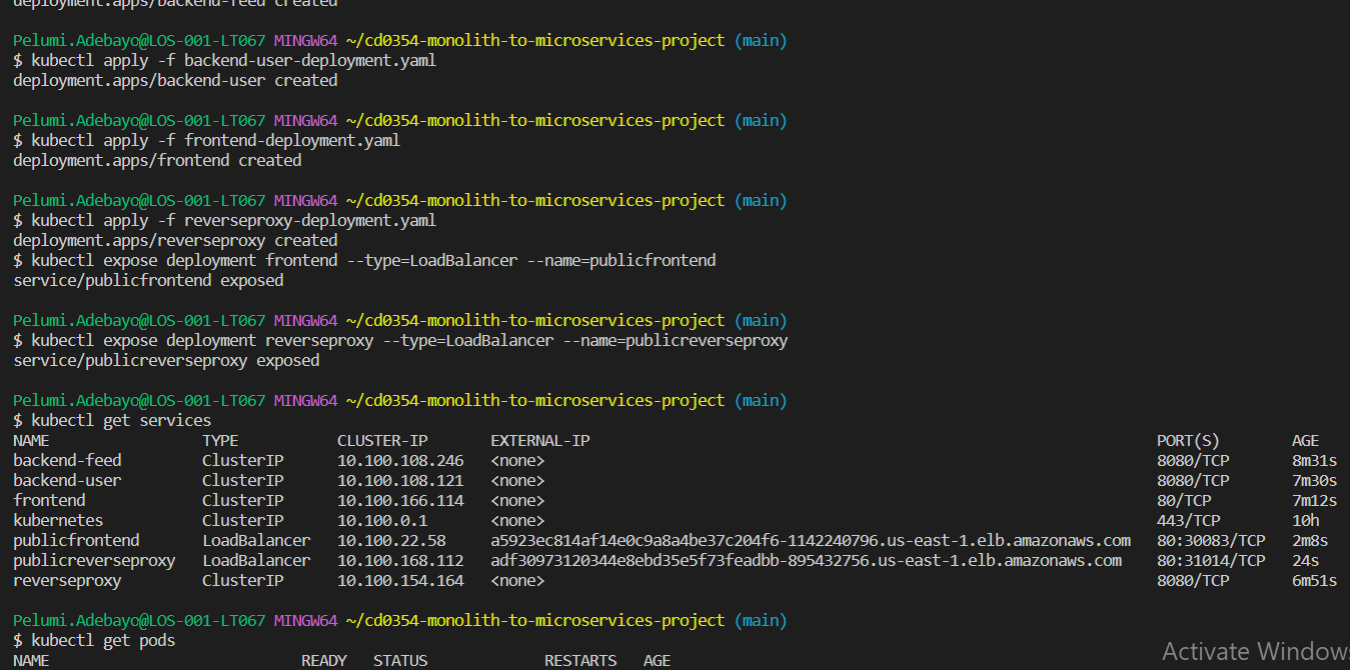 deployment.apps/backend-feed created
Pelumi.Adebayo@LOS-001-LT067 MINGW64 ~/cd0354-monolith-to-microservices-project (main)
$ kubectl apply -f backend-user-deployment.yaml
deployment.apps/backend-user created
Pelumi.Adebayo@LOS-001-LT067 MINGW64 ~/cd0354-monolith-to-microservices-project (main)
$ kubectl apply -f frontend-deployment.yaml
deployment.apps/frontend created
Pelumi.Adebayo@LOS-001-LT067 MINGW64 ~/cd0354-monolith-to-microservices-project (main)
$ kubectl apply -f reverseproxy-deployment.yaml
deployment.apps/reverseproxy created
$ kubectl expose deployment frontend --type=LoadBalancer --name=publicfrontend
service/publicfrontend exposed
Pelumi.Adebayo@LOS-001-LT067 MINGW64 ~/cd0354-monolith-to-microservices-project (main)
$ kubectl expose deployment reverseproxy --type=LoadBalancer --name=publicreverseproxy
service/publicreverseproxy exposed
Pelumi.Adebayo@LOS-001-LT067 MINGW64 ~/cd0354-monolith-to-microservices-project (main)
$ kubectl get services
NAME TYPE CLUSTER-IP EXTERNAL-IP PORT(S) AGE
backend-feed ClusterIP 10.100.108.246 <none> 8080/TCP 8m31s
backend-user ClusterIP 10.100.108.121 <none> 8080/TCP 7m30s
frontend ClusterIP 10.100.166.114 <none> 80/TCP 7m12s
kubernetes ClusterIP 10.100.0.1 <none> 443/TCP 10h
publicfrontend LoadBalancer 10.100.22.58 a5923ec814af14e0c9a8a4be37c204f6-1142240796.us-east-1.elb.amazonaws.com 80:30083/TCP 2m8s
publicreverseproxy LoadBalancer 10.100.168.112 adf30973120344e8ebd35e5f73feadbb-895432756.us-east-1.elb.amazonaws.com 80:31014/TCP 24s
reverseproxy ClusterIP 10.100.154.164 <none> 8080/TCP 6m51s
Pelumi.Adebayo@LOS-001-LT067 MINGW64 ~/cd0354-monolith-to-microservices-project (main)
$ kubectl get pods
NAME READY STATUS RESTARTS AGE
Activate Windows